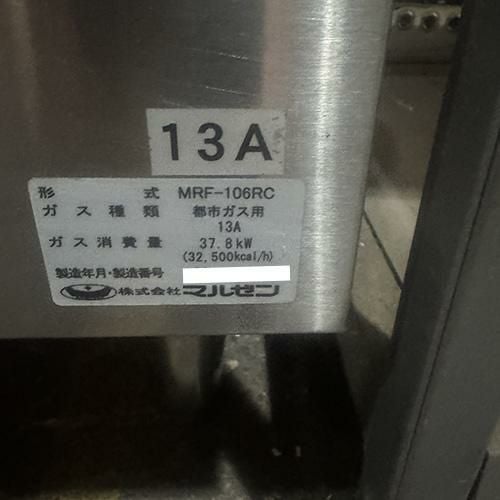 13A
形式 MRF-106RC
ガス種類 都市ガス用
13A
ガス消費量 37.8kW
(32,500kcal/h)
製造年月・製造番号
株式会社マルゼン